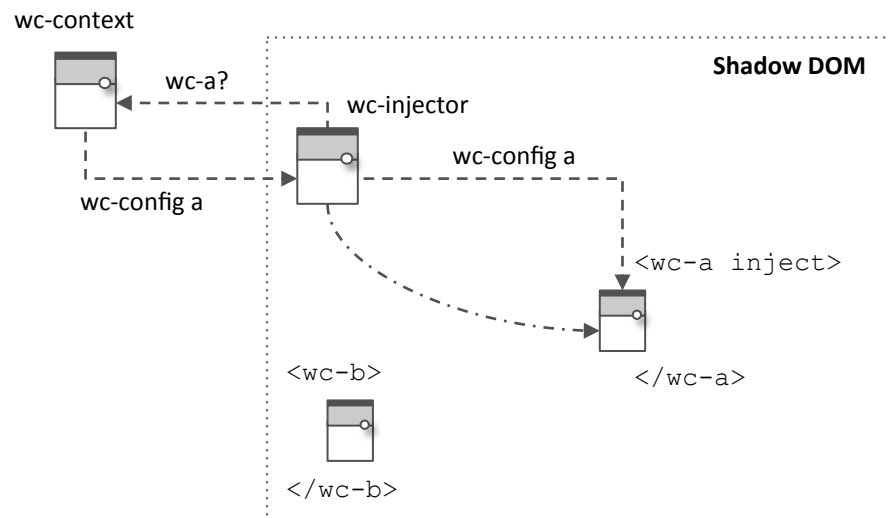 wc-context
Shadow DOM
wc-a?
wc-injector
wc-config a
wc-config a
<wc-a inject>
</wc-a>
<wc-b>
</wc-b>